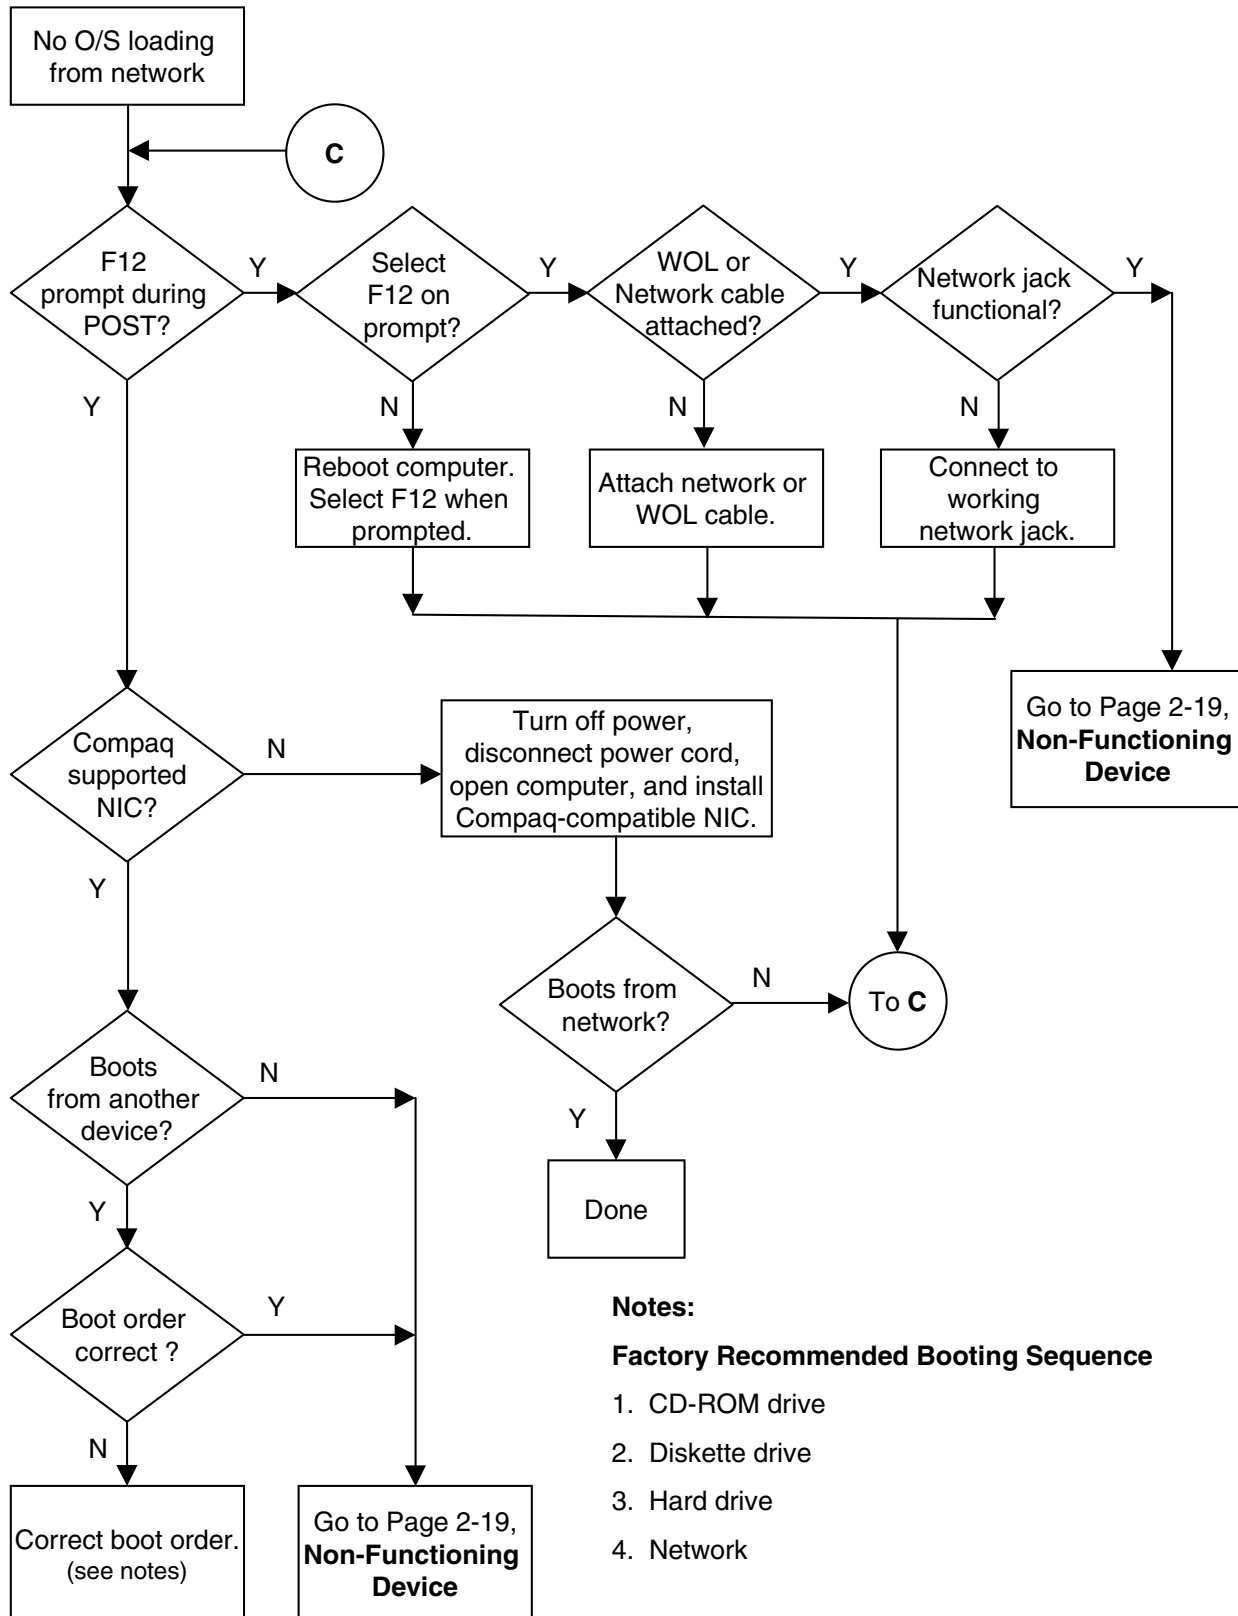 No O/S loading
from network
C
F12
prompt during
POST?
Y
Select
F12 on
prompt?
Y
WOL or
Network cable
attached?
Y
Network jack
functional?
Y
Y
N
N
N
Reboot computer.
Select F12 when
prompted.
Attach network or
WOL cable.
Connect to
working
network jack.
Go to Page 2-19,
Non-Functioning
Device
Compaq
supported
NIC?
N
Turn off power,
disconnect power cord,
open computer, and install
Compaq-compatible NIC.
Y
Boots from
network?
N
To C
Y
Done
Boots
from another
device?
N
Y
Boot order
correct ?
Y
N
Correct boot order.
(see notes)
Go to Page 2-19,
Non-Functioning
Device
Notes:
Factory Recommended Booting Sequence
1. CD-ROM drive
2. Diskette drive
3. Hard drive
4. Network